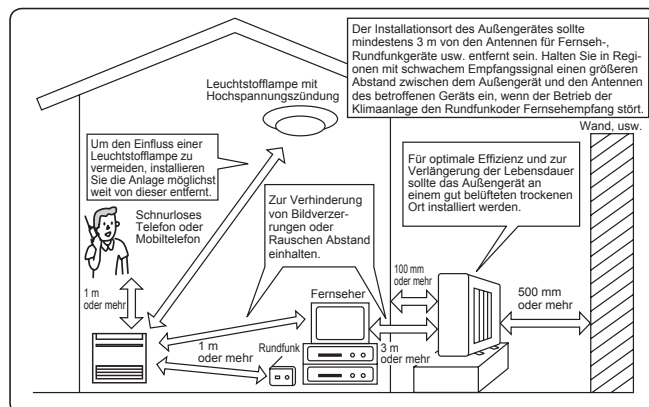 Der Installationsort des Außengerätes sollte
mindestens 3 m von den Antennen für Fernseh-,
Rundfunkgeräte usw. entfernt sein. Halten Sie in Regi-
onen mit schwachem Empfangssignal einen größeren
Abstand zwischen dem Außengerät und den Antennen
des betroffenen Geräts ein, wenn der Betrieb der
Klimaanlage den Rundfunkoder Fernsehempfang stört.
Leuchtstofflampe mit
Hochspannungszündung
Wand, usw.
Um den Einfluss einer
Leuchtstofflampe zu
vermeiden, installieren
Sie die Anlage möglichst
weit von dieser entfernt.
Für optimale Effizienz und zur
Verlängerung der Lebensdauer
sollte das Außengerät an
einem gut belüfteten trockenen
Ort installiert werden.
Schnurloses
Telefon oder
Mobiltelefon
Zur Verhinderung
von Bildverzer-
rungen oder
Rauschen Abstand
einhalten.
100 mm
oder mehr
1 m
oder mehr
Fernseher
500 mm
oder mehr
1 m
oder mehr
Rundfunk
3 m
oder mehr